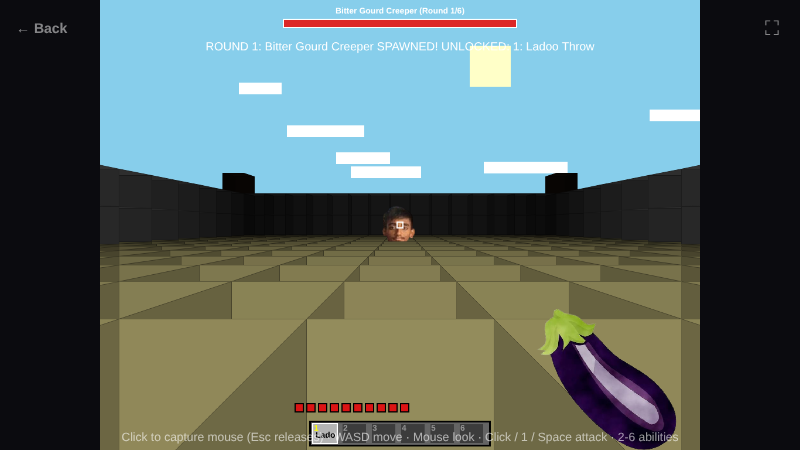 ← Back
Bitter Gourd Creeper (Round 1/6)
ROUND 1: Bitter Gourd Creeper SPAWNED! UNLOCKED: 1: Ladoo Throw
1 2 3 4 5 6
Lado
Click to capture mouse (Esc releases) · WASD move · Mouse look · Click / 1 / Space attack · 2-6 abilities